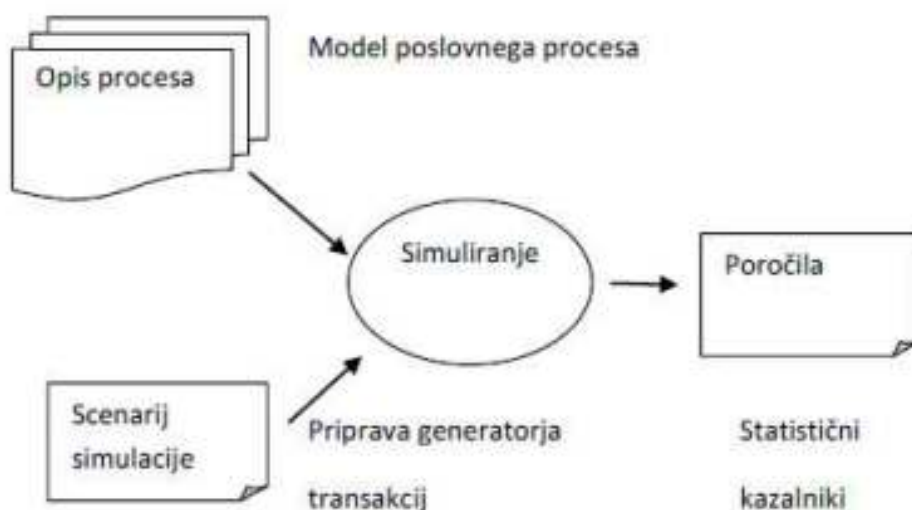 Model poslovnega procesa
Opis procesa
Simuliranje
Poročila
Scenarij
simulacije
Priprava generatorja
transakcij
Statistični
kazalniki